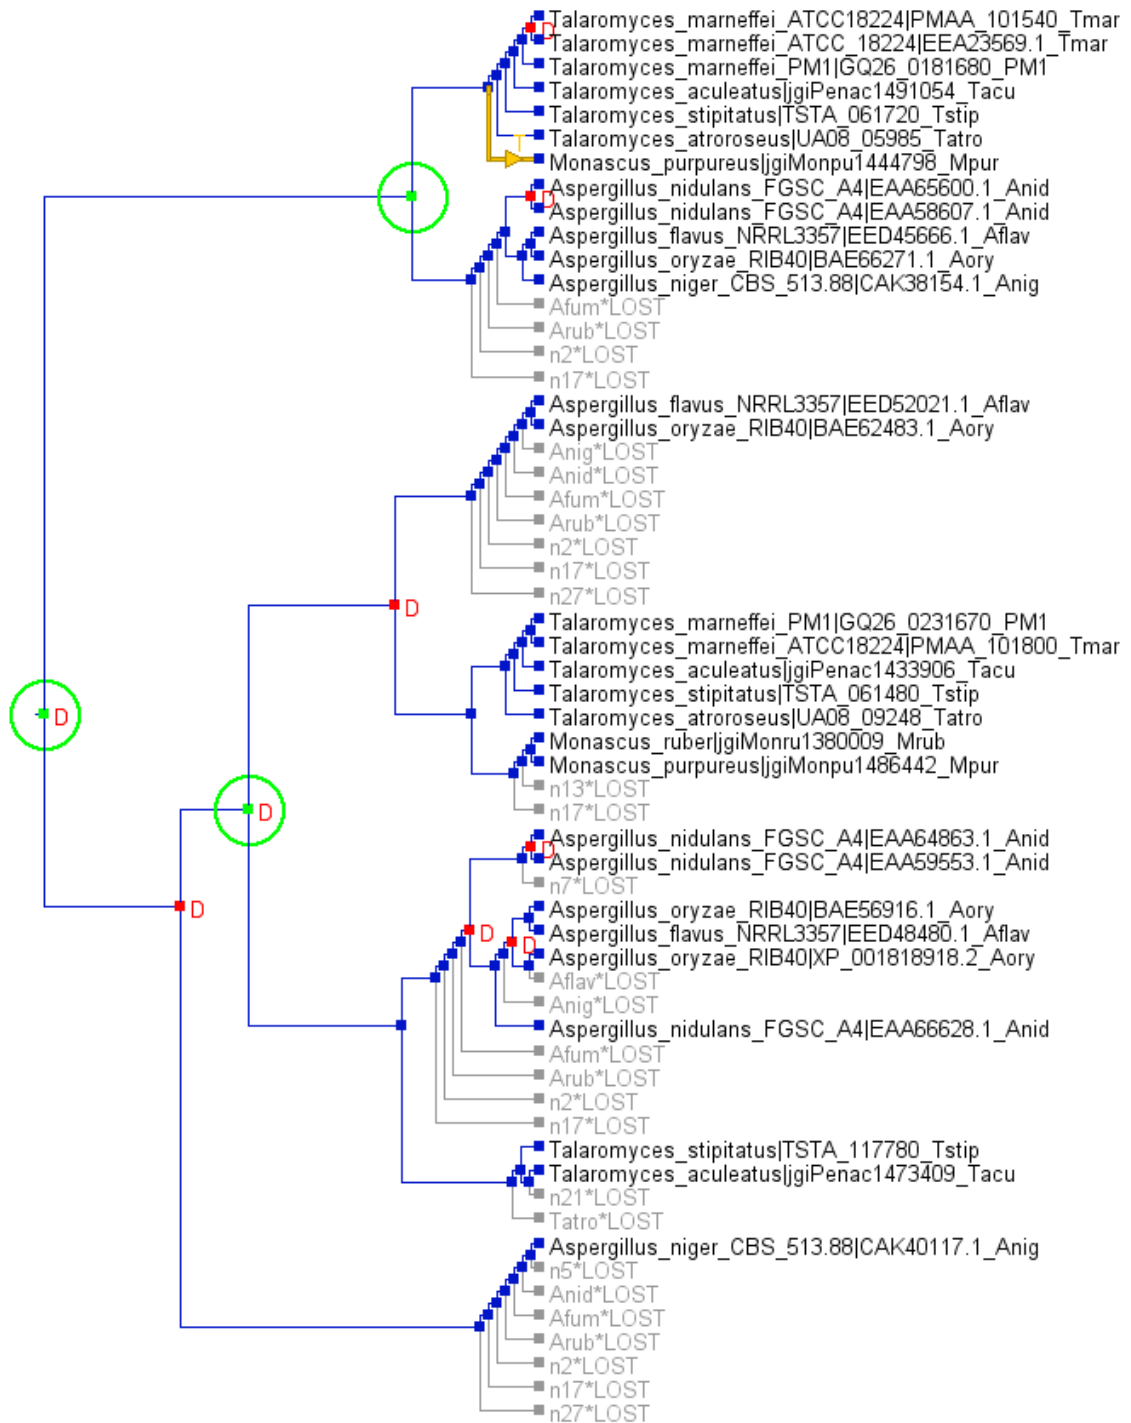 Talaromyces_marneffei_ATCC18224|PMAA_101540_Tmar
D
Talaromyces_marneffei_ATCC_18224|EEA23569.1_Tmar
Talaromyces_marneffei_PM1|GQ26_0181680_PM1
Talaromyces_aculeatus|jgiPenac1491054_Tacu
Talaromyces_stipitatus|TSTA_061720_Tstip
Talaromyces_atroroseus|UA08_05985_Tatro
T
Monascus_purpureus|jgiMonpu1444798_Mpur
Aspergillus_nidulans_FGSC_A4|EAA65600.1_Anid
D
Aspergillus_nidulans_FGSC_A4|EAA58607.1_Anid
Aspergillus_flavus_NRRL3357|EED45666.1_Aflav
Aspergillus_oryzae_RIB40|BAE66271.1_Aory
Aspergillus_niger_CBS_513.88|CAK38154.1_Anig
Afum*LOST
Arub*LOST
n2*LOST
n17*LOST
Aspergillus_flavus_NRRL3357|EED52021.1_Aflav
Aspergillus_oryzae_RIB40|BAE62483.1_Aory
Anig*LOST
Anid*LOST
Afum*LOST
Arub*LOST
n2*LOST
n17*LOST
n27*LOST
D
Talaromyces_marneffei_PM1|GQ26_0231670_PM1
Talaromyces_marneffei_ATCC18224|PMAA_101800_Tmar
Talaromyces_aculeatus|jgiPenac1433906_Tacu
Talaromyces_stipitatus|TSTA_061480_Tstip
Talaromyces_atroroseus|UA08_09248_Tatro
D
Monascus_ruber|jgiMonru1380009_Mrub
Monascus_purpureus|jgiMonpu1486442_Mpur
n13*LOST
n17*LOST
D
Aspergillus_nidulans_FGSC_A4|EAA64863.1_Anid
D
Aspergillus_nidulans_FGSC_A4|EAA59553.1_Anid
n7*LOST
D
Aspergillus_oryzae_RIB40|BAE56916.1_Aory
Aspergillus_flavus_NRRL3357|EED48480.1_Aflav
D
D
Aspergillus_oryzae_RIB40|XP_001818918.2_Aory
Aflav*LOST
Anig*LOST
Aspergillus_nidulans_FGSC_A4|EAA66628.1_Anid
Afum*LOST
Arub*LOST
n2*LOST
n17*LOST
Talaromyces_stipitatus|TSTA_117780_Tstip
Talaromyces_aculeatus|jgiPenac1473409_Tacu
n21*LOST
Tatro*LOST
Aspergillus_niger_CBS_513.88|CAK40117.1_Anig
n5*LOST
Anid*LOST
Afum*LOST
Arub*LOST
n2*LOST
n17*LOST
n27*LOST